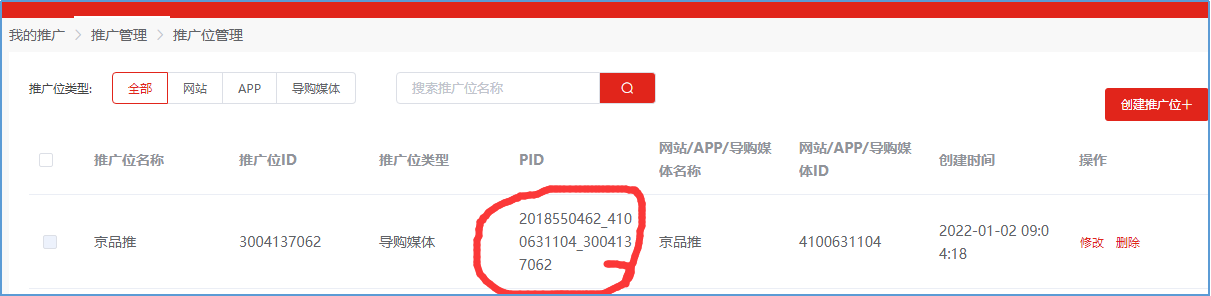 我的推广 > 推广管理 > 推广位管理
推广位类型: 全部 网站 APP 导购媒体 搜索推广位名称
创建推广位+
推广位名称 推广位ID 推广位类型 PID 网站/APP/导购媒体名称 网站/APP/导购媒体ID 创建时间 操作
京品推 3004137062 导购媒体 2018550462_4100631104_3004137062 京品推 4100631104 2022-01-02 09:04:18 修改 删除